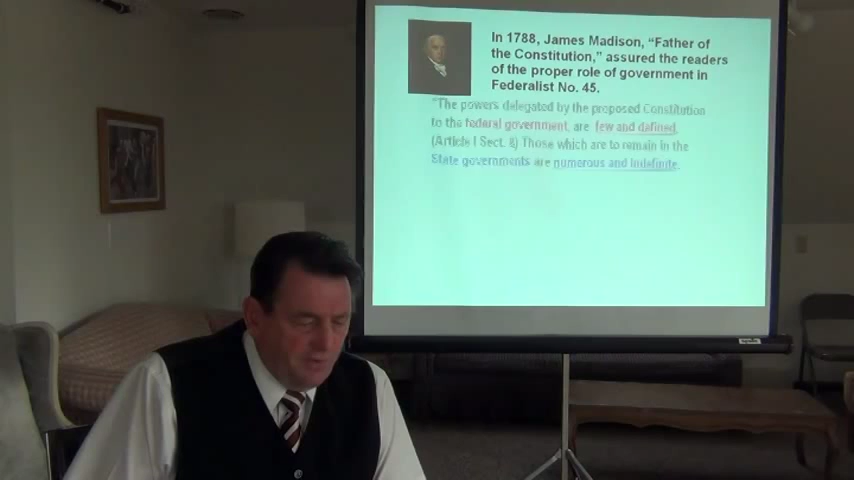 In 1788, James Madison, “Father of
the Constitution,” assured the readers
of the proper role of government in
Federalist No. 45.
“The powers delegated by the proposed Constitution
to the federal government, are few and defined.
(Article I Sect. 8) Those which are to remain in the
State governments are numerous and indefinite.